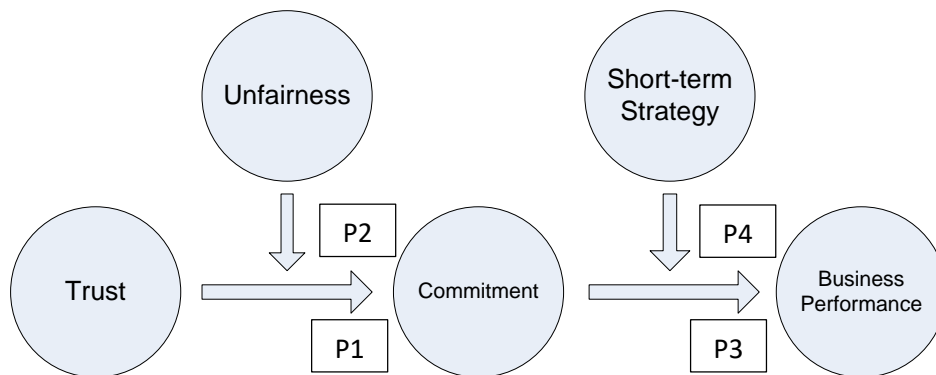 Unfairness
Short-term
Strategy
P2
P4
Trust
Commitment
Business
Performance
P1
P3